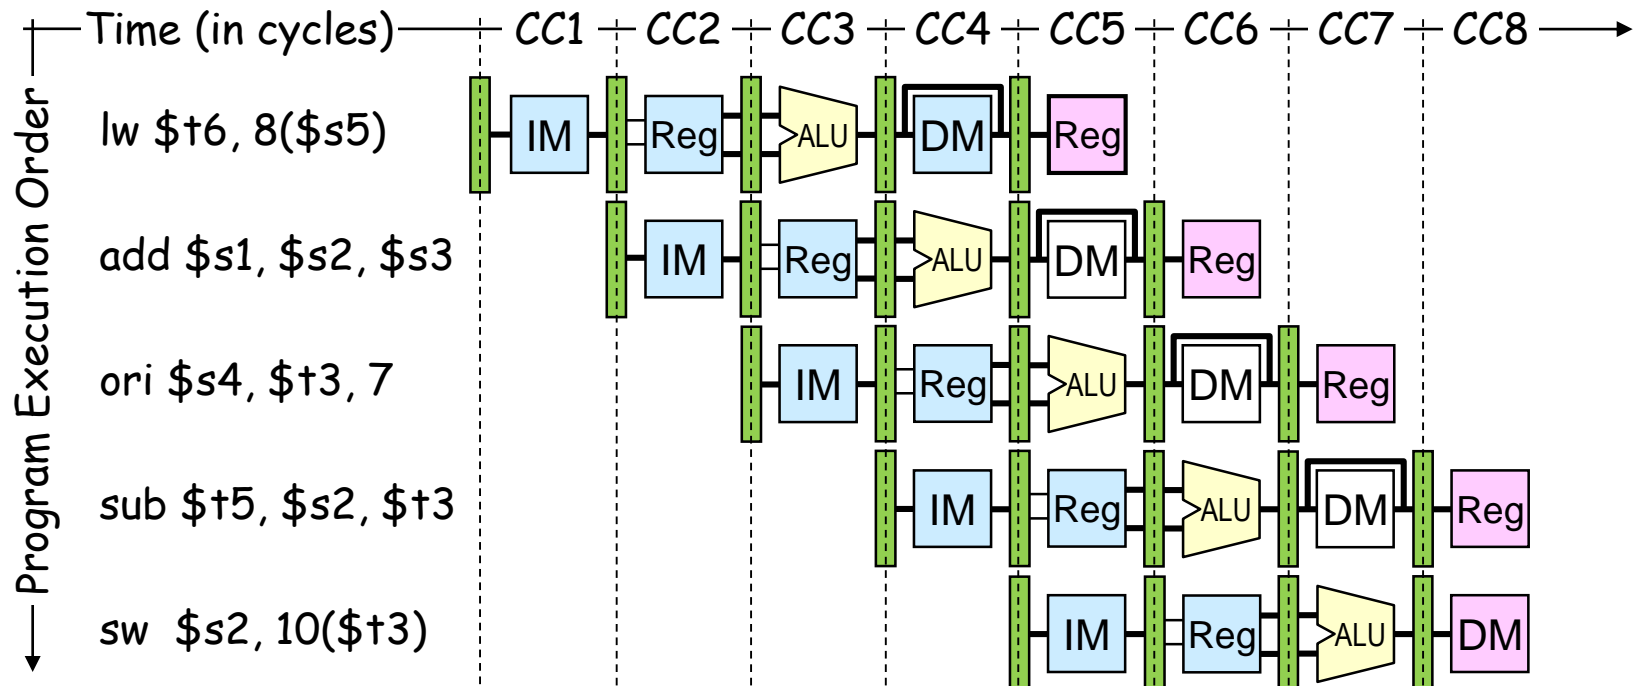 Time (in cycles) CC1 CC2 CC3 CC4 CC5 CC6 CC7 CC8
Program Execution Order
lw $t6, 8($s5) IM Reg ALU DM Reg
add $s1, $s2, $s3 IM Reg ALU DM Reg
ori $s4, $t3, 7 IM Reg ALU DM Reg
sub $t5, $s2, $t3 IM Reg ALU DM Reg
sw $s2, 10($t3) IM Reg ALU DM